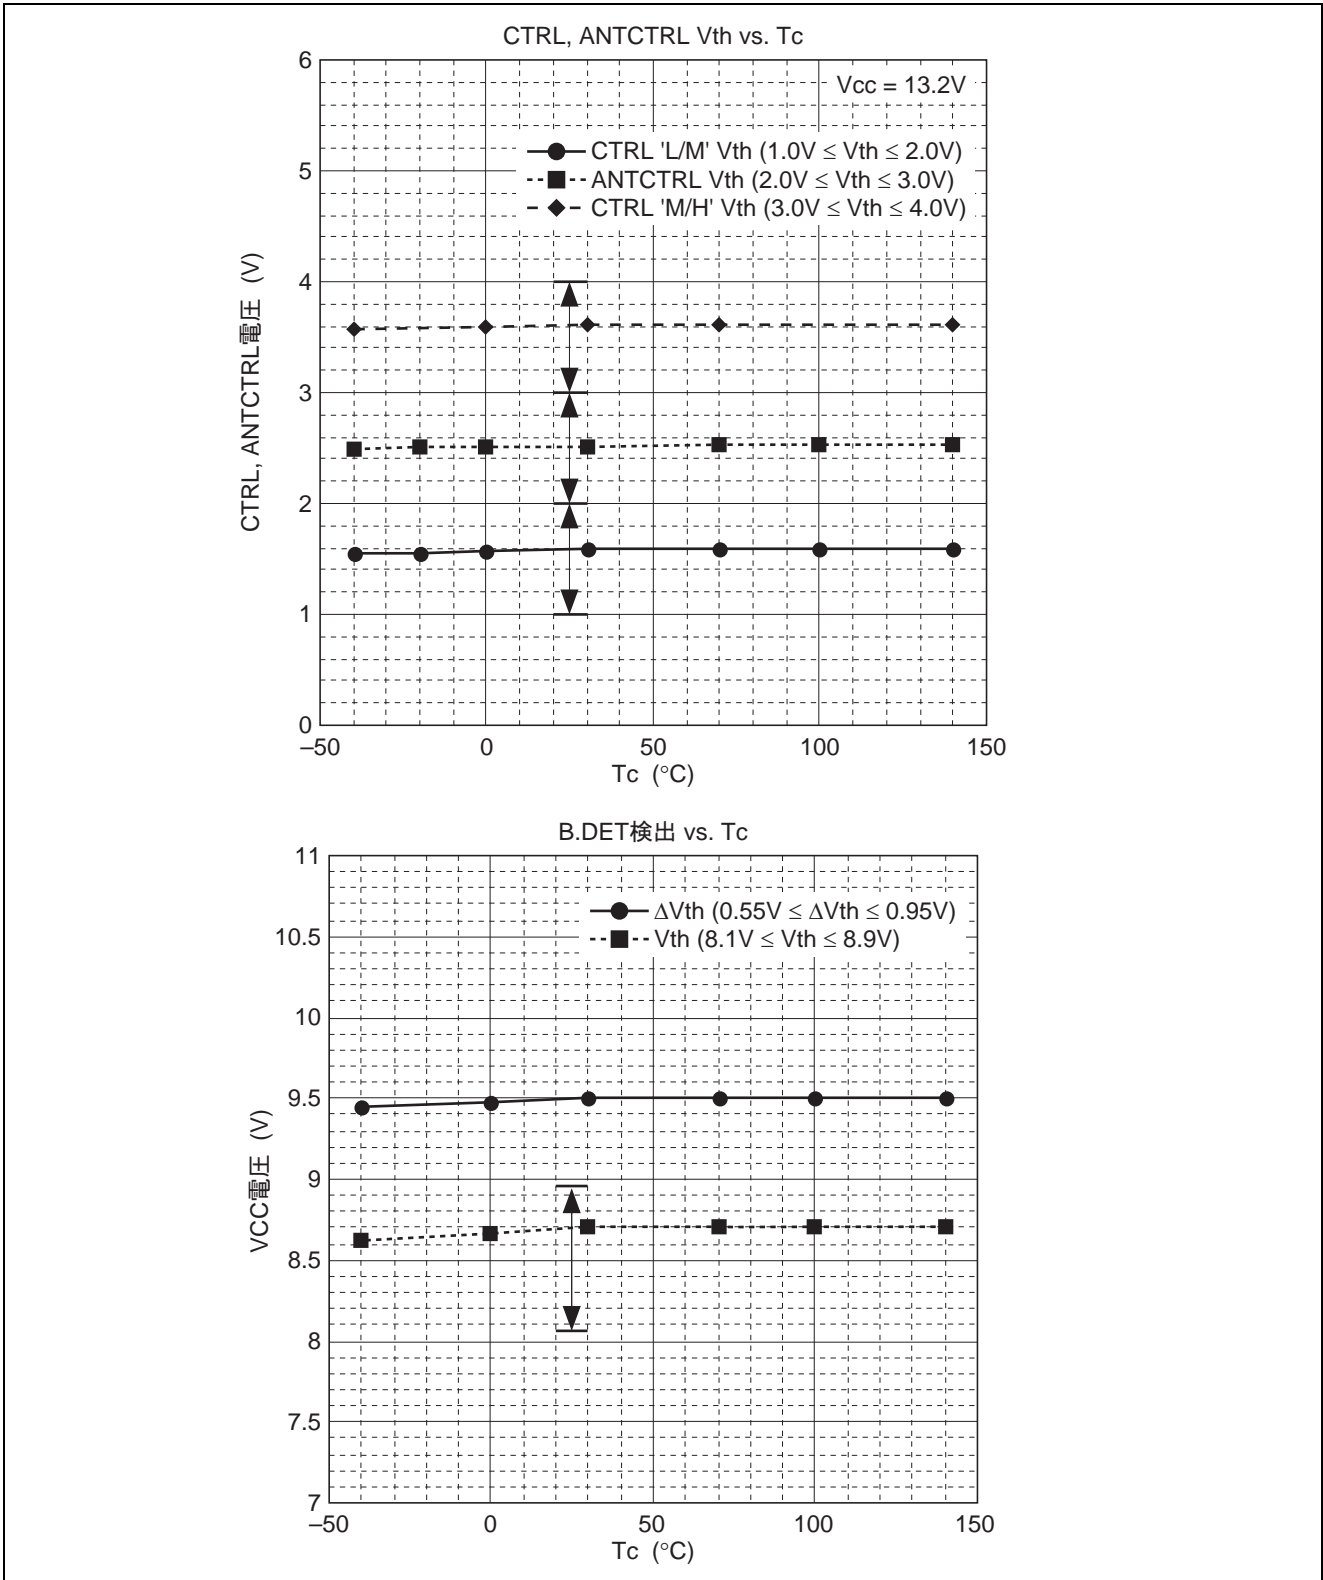 CTRL, ANTCTRL Vth vs. Tc
Vcc = 13.2V
CTRL 'L/M' Vth (1.0V ≤ Vth ≤ 2.0V)
ANTCTRL Vth (2.0V ≤ Vth ≤ 3.0V)
CTRL 'M/H' Vth (3.0V ≤ Vth ≤ 4.0V)
CTRL, ANTCTRL電圧 (V)
6
5
4
3
2
1
0
–50 0 50 100 150
Tc (°C)
B.DET検出 vs. Tc
ΔVth (0.55V ≤ ΔVth ≤ 0.95V)
Vth (8.1V ≤ Vth ≤ 8.9V)
VCC電圧 (V)
11
10.5
10
9.5
9
8.5
8
7.5
7
–50 0 50 100 150
Tc (°C)